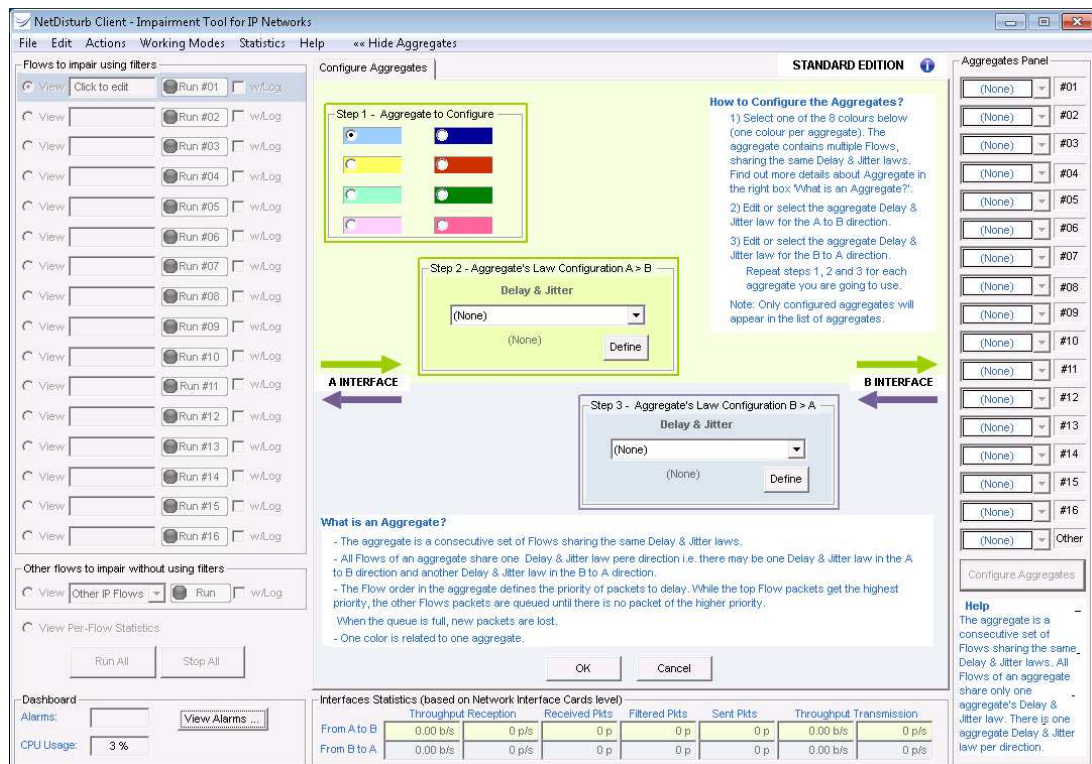 NetDisturb Client - Impairment Tool for IP Networks
File Edit Actions Working Modes Statistics Help «« Hide Aggregates
Flows to impair using filters
View Click to edit Run #01 w/Log
View Run #02 w/Log
View Run #03 w/Log
View Run #04 w/Log
View Run #05 w/Log
View Run #06 w/Log
View Run #07 w/Log
View Run #08 w/Log
View Run #09 w/Log
View Run #10 w/Log
View Run #11 w/Log
View Run #12 w/Log
View Run #13 w/Log
View Run #14 w/Log
View Run #15 w/Log
View Run #16 w/Log
Other flows to impair without using filters
View Other IP Flows Run w/Log
View Per-Flow Statistics
Run All Stop All
Dashboard
Alarms: View Alarms ...
CPU Usage: 3 %
Configure Aggregates
STANDARD EDITION
Step 1 - Aggregate to Configure
How to Configure the Aggregates?
1) Select one of the 8 colours below
(one colour per aggregate). The
aggregate contains multiple Flows,
sharing the same Delay & Jitter laws.
Find out more details about Aggregate in
the right box 'What is an Aggregate?'.
2) Edit or select the aggregate Delay &
Jitter law for the A to B direction.
3) Edit or select the aggregate Delay &
Jitter law for the B to A direction.
Repeat steps 1, 2 and 3 for each
aggregate you are going to use.
Note: Only configured aggregates will
appear in the list of aggregates.
Step 2 - Aggregate's Law Configuration A > B
Delay & Jitter
(None)
(None) Define
A INTERFACE
B INTERFACE
Step 3 - Aggregate's Law Configuration B > A
Delay & Jitter
(None)
(None) Define
What is an Aggregate?
- The aggregate is a consecutive set of Flows sharing the same Delay & Jitter laws.
- All Flows of an aggregate share one Delay & Jitter law pere direction i.e. there may be one Delay & Jitter law in the A
to B direction and another Delay & Jitter law in the B to A direction.
- The Flow order in the aggregate defines the priority of packets to delay. While the top Flow packets get the highest
priority, the other Flows packets are queued until there is no packet of the higher priority.
When the queue is full, new packets are lost.
- One color is related to one aggregate.
OK Cancel
Interfaces Statistics (based on Network Interface Cards level)
Throughput Reception Received Pkts Filtered Pkts Sent Pkts Throughput Transmission
From A to B 0.00 b/s 0 p/s 0 p 0 p 0 p 0.00 b/s 0 p/s
From B to A 0.00 b/s 0 p/s 0 p 0 p 0 p 0.00 b/s 0 p/s
Aggregates Panel
(None) #01
(None) #02
(None) #03
(None) #04
(None) #05
(None) #06
(None) #07
(None) #08
(None) #09
(None) #10
(None) #11
(None) #12
(None) #13
(None) #14
(None) #15
(None) #16
(None) Other
Configure Aggregates
Help
The aggregate is a
consecutive set of
Flows sharing the same
Delay & Jitter laws. All
Flows of an aggregate
share only one
aggregate's Delay &
Jitter law. There is one
aggregate Delay & Jitter
law per direction.